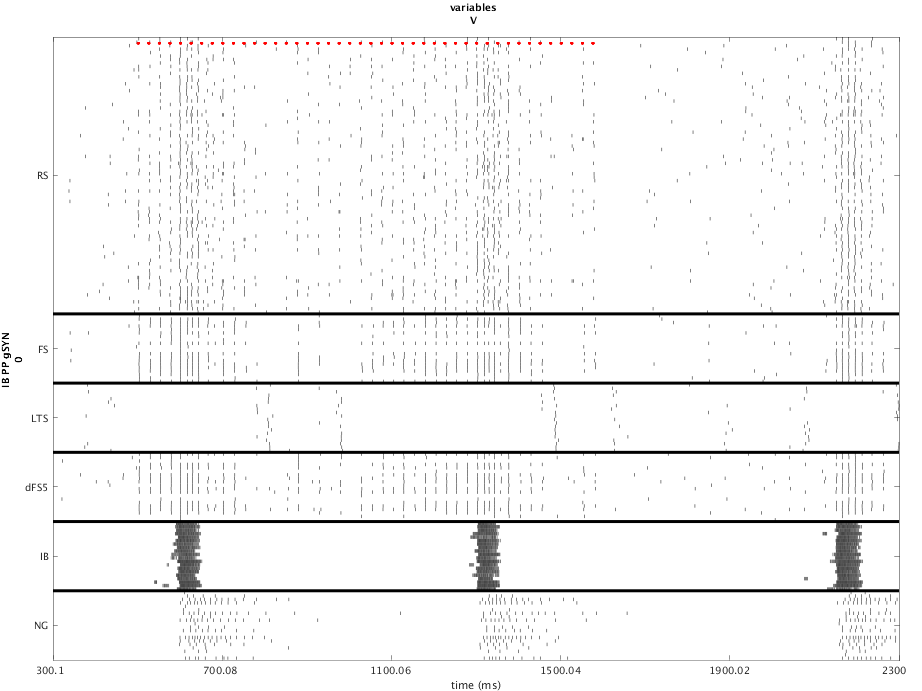 variables
V
RS
FS
LTS
dFS5
IB
NG
IB PP gSYN
0
300.1
700.08
1100.06
1500.04
1900.02
2300
time (ms)